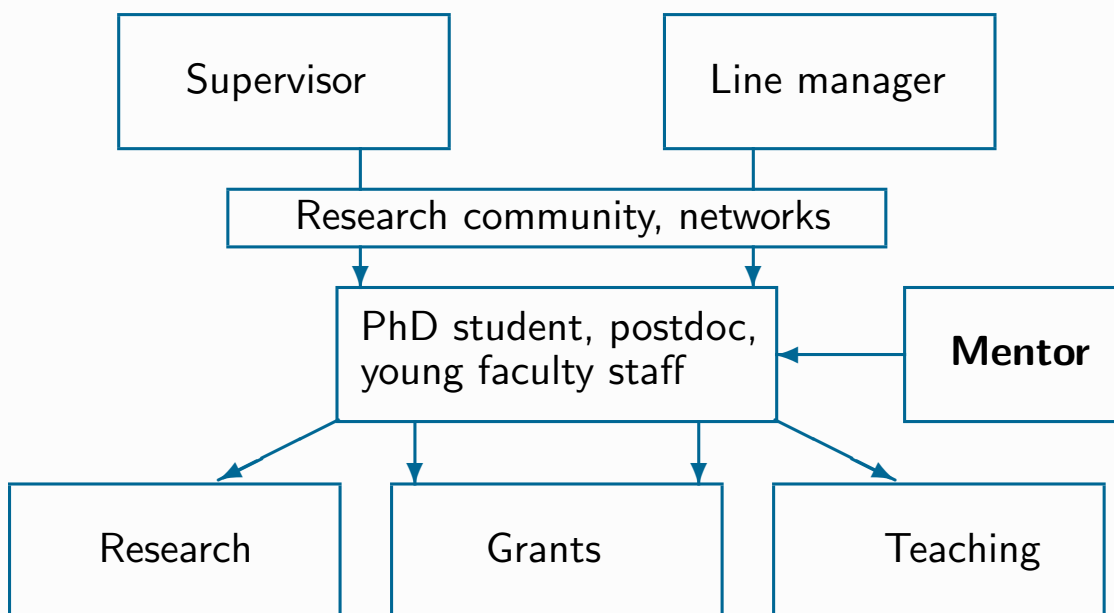 Supervisor
Line manager
Research community, networks
PhD student, postdoc,
young faculty staff
Mentor
Research
Grants
Teaching